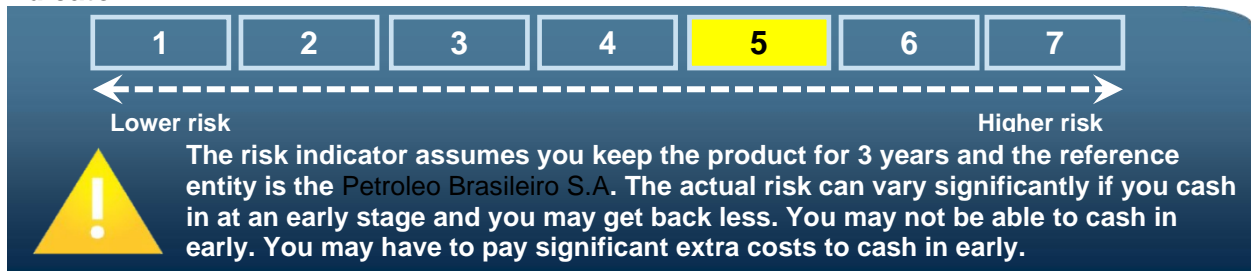 1 2 3 4 5 6 7
Lower risk Higher risk
The risk indicator assumes you keep the product for 3 years and the reference
entity is the Petroleo Brasileiro S.A. The actual risk can vary significantly if you cash
in at an early stage and you may get back less. You may not be able to cash in
early. You may have to pay significant extra costs to cash in early.